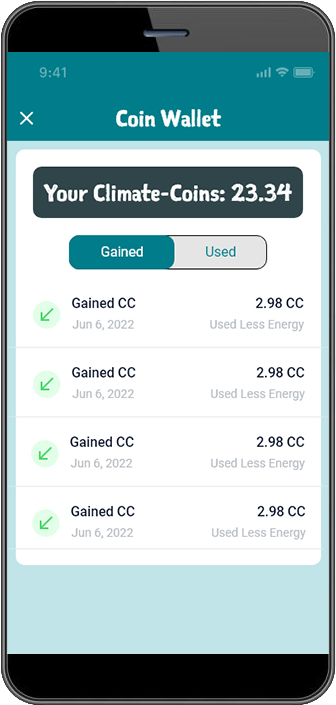 9:41
Coin Wallet
Your Climate-Coins: 23.34
Gained Used
Gained CC 2.98 CC
Jun 6, 2022 Used Less Energy
Gained CC 2.98 CC
Jun 6, 2022 Used Less Energy
Gained CC 2.98 CC
Jun 6, 2022 Used Less Energy
Gained CC 2.98 CC
Jun 6, 2022 Used Less Energy